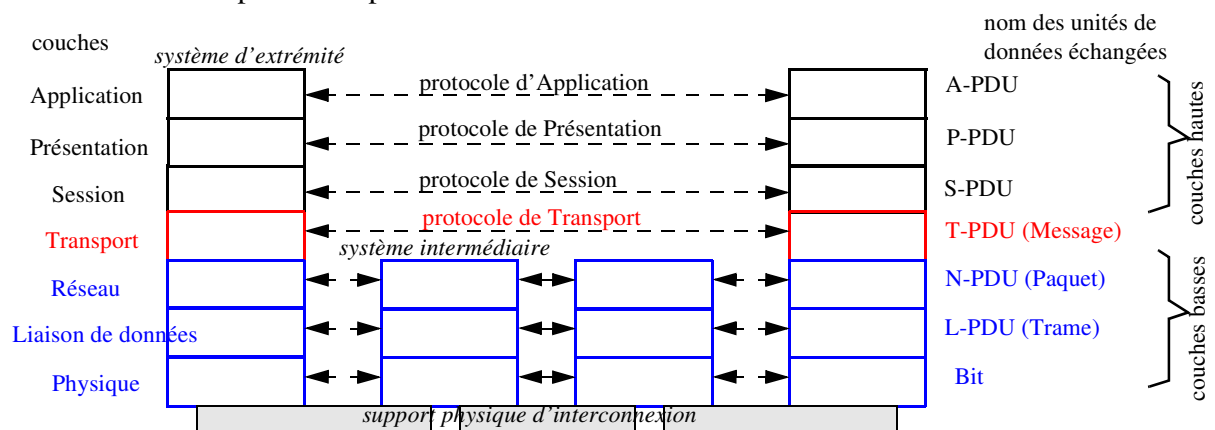 nom des unités de
couches
données échangées
système d'extrémité
Application
protocole d'Application
A-PDU
Présentation
protocole de Présentation
P-PDU
couches hautes
Session
protocole de Session
S-PDU
Transport
protocole de Transport
T-PDU (Message)
système intermédiaire
Réseau
N-PDU (Paquet)
Liaison de données
L-PDU (Trame)
couches basses
Physique
Bit
support physique d'interconnexion